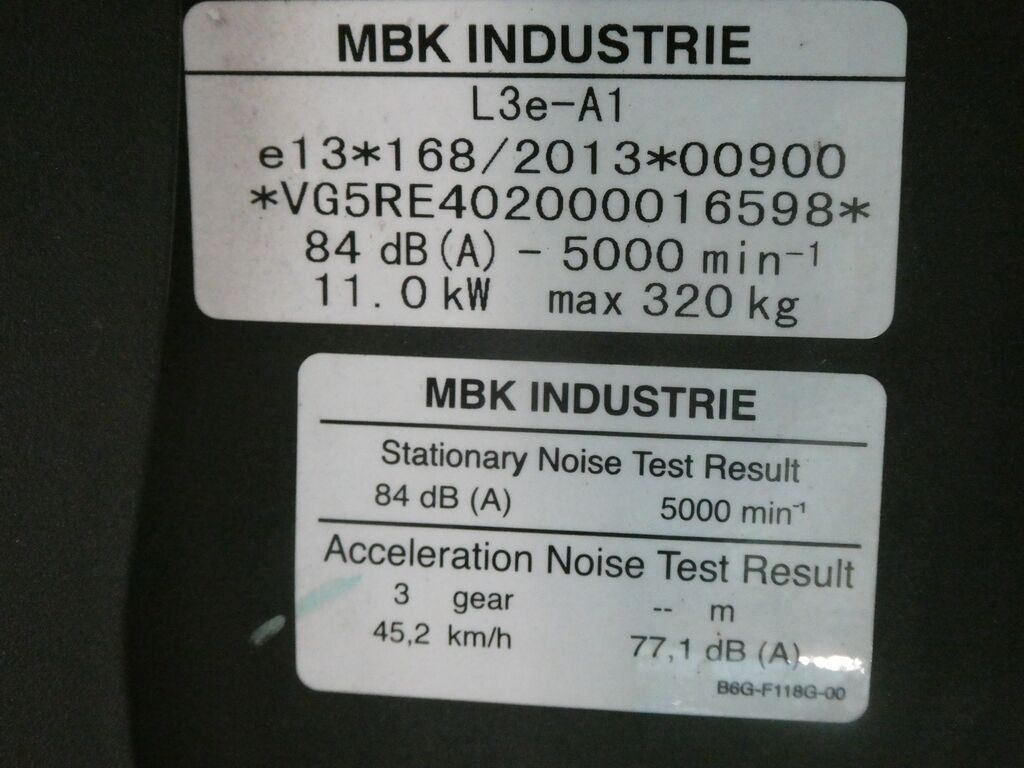 MBK INDUSTRIE
L3e-A1
e13*168/2013*00900
*VG5RE402000016598*
84 dB (A) - 5000 min-1
11.0 kW max 320 kg
MBK INDUSTRIE
Stationary Noise Test Result
84 dB (A) 5000 min-1
Acceleration Noise Test Result
3 gear -- m
45,2 km/h 77,1 dB (A)
B6G-F118G-00